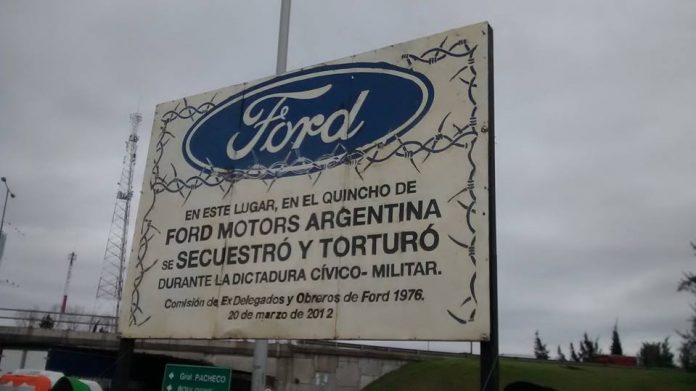 Ford
EN ESTE LUGAR, EN EL QUINCHO DE
FORD MOTORS ARGENTINA
SE SECUESTRÓ Y TORTURÓ
DURANTE LA DICTADURA CÍVICO- MILITAR.
Comisión de Ex Delegados y Obreros de Ford 1976.
20 de marzo de 2012
Gral. PACHECO